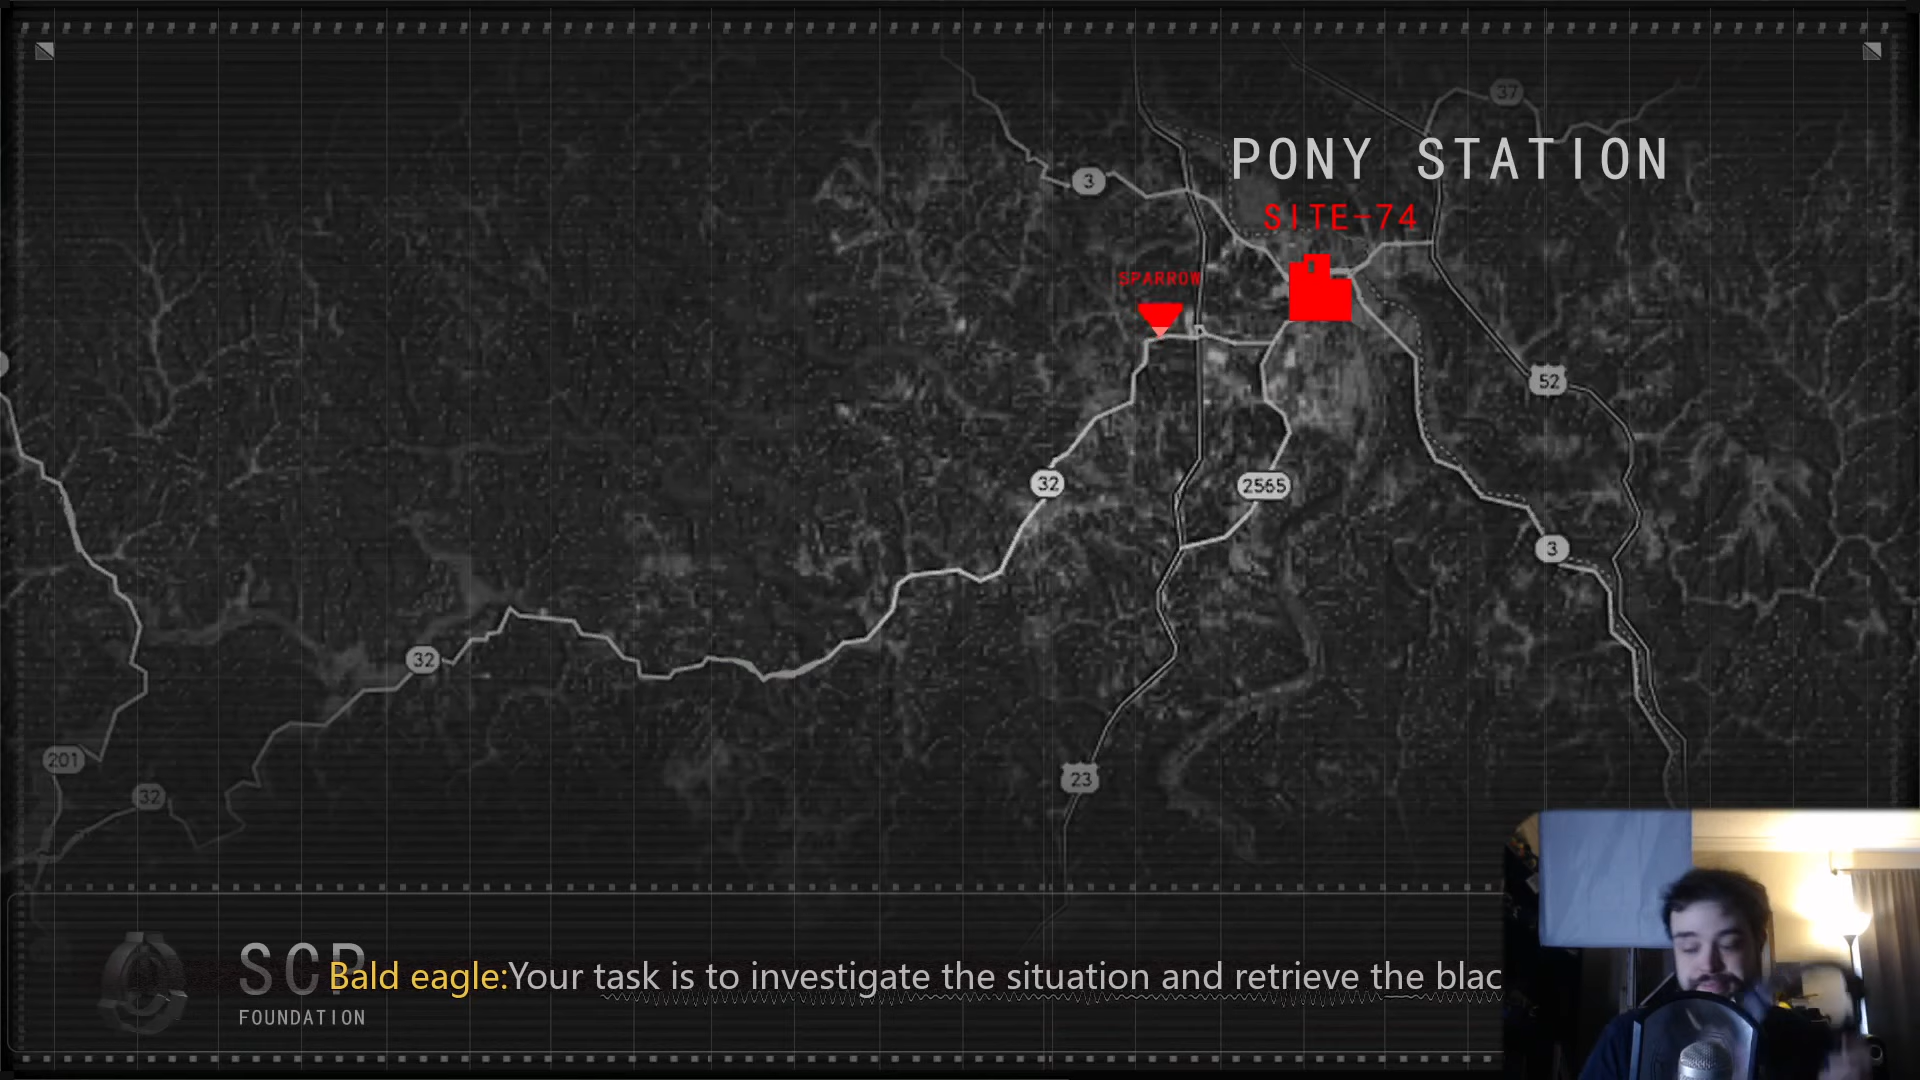 37
PONY STATION
3
SITE-74
SPARROW
52
32
2565
3
32
201
23
32
SCP
FOUNDATION
Bald eagle:Your task is to investigate the situation and retrieve the blac